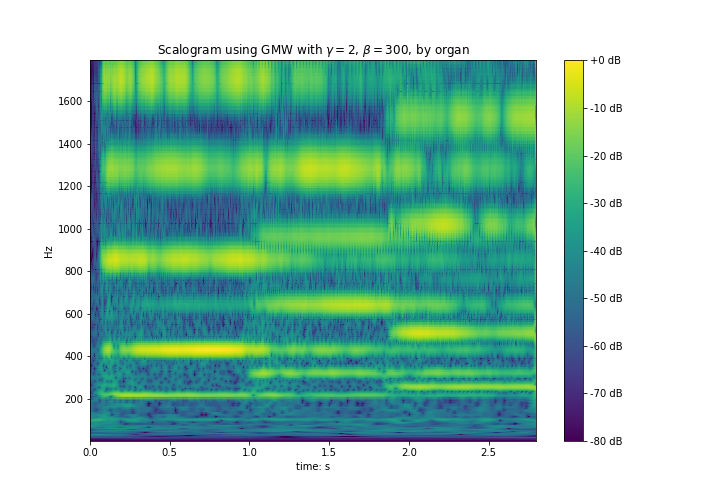 Scalogram using GMW with γ = 2, β = 300, by organ
Hz
1600
1400
1200
1000
800
600
400
200
0.0 0.5 1.0 1.5 2.0 2.5
time: s
+0 dB
-10 dB
-20 dB
-30 dB
-40 dB
-50 dB
-60 dB
-70 dB
-80 dB